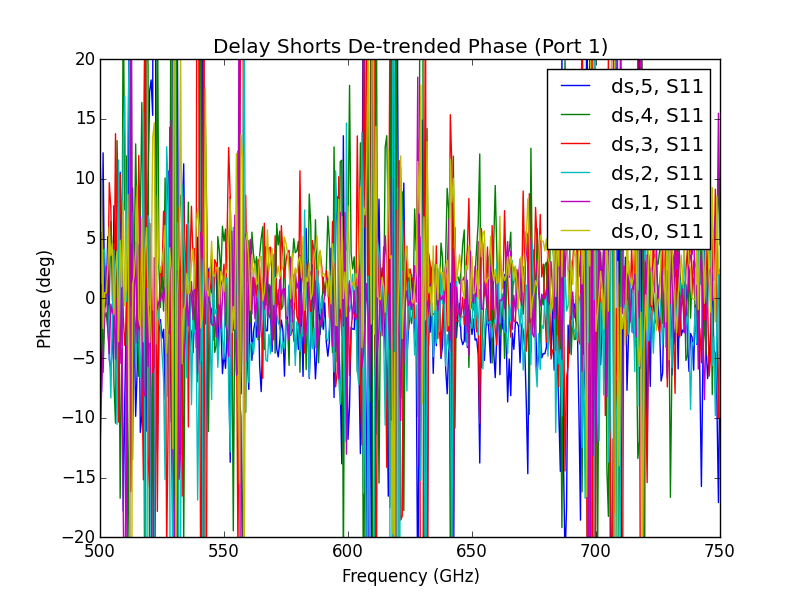 Delay Shorts De-trended Phase (Port 1)
20
15
10
5
0
−5
−10
−15
−20
Phase (deg)
ds,5, S11
ds,4, S11
ds,3, S11
ds,2, S11
ds,1, S11
ds,0, S11
500
550
600
650
700
750
Frequency (GHz)